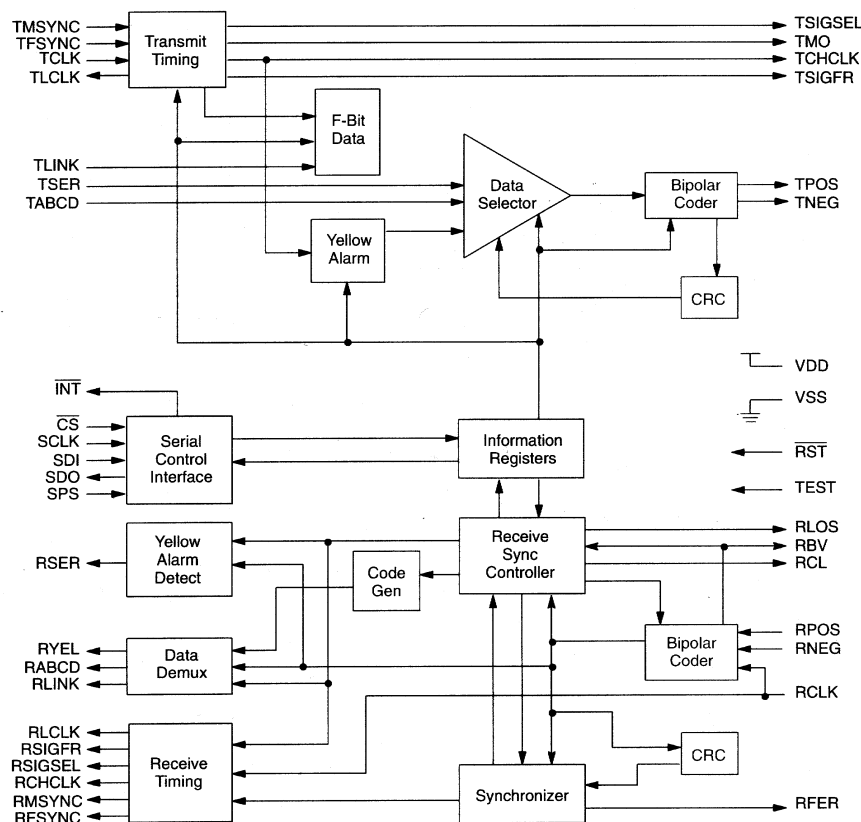 TMSYNC
TFSYNC
TCLK
TLCLK
Transmit
Timing
TSIGSEL
TMO
TCHCLK
TSIGFR
F-Bit
Data
TLINK
TSER
TABCD
Data
Selector
Bipolar
Coder
TPOS
TNEG
Yellow
Alarm
CRC
VDD
VSS
INT
CS
SCLK
SDI
SDO
SPS
Serial
Control
Interface
Information
Registers
RST
TEST
RSER
Yellow
Alarm
Detect
Code
Gen
Receive
Sync
Controller
RLOS
RBV
RCL
RYEL
RABCD
RLINK
Data
Demux
Bipolar
Coder
RPOS
RNEG
RCLK
RLCLK
RSIGFR
RSIGSEL
RCHCLK
RMSYNC
RFSYNC
Receive
Timing
Synchronizer
CRC
RFER